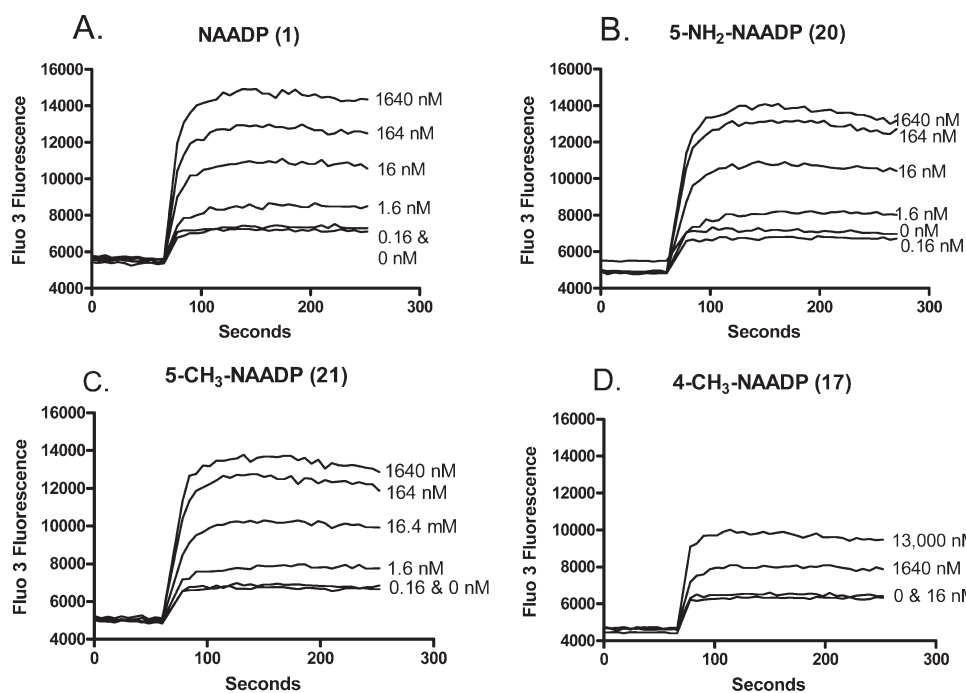 A.
NAADP (1)
Fluo 3 Fluorescence
16000
14000
12000
10000
8000
6000
4000
1640 nM
164 nM
16 nM
1.6 nM
0.16 &
0 nM
0 100 200 300
Seconds
B.
5-NH₂-NAADP (20)
Fluo 3 Fluorescence
16000
14000
12000
10000
8000
6000
4000
1640 nM
164 nM
16 nM
1.6 nM
0 nM
0.16 nM
0 100 200 300
Seconds
C.
5-CH₃-NAADP (21)
Fluo 3 Fluorescence
16000
14000
12000
10000
8000
6000
4000
1640 nM
164 nM
16.4 mM
1.6 nM
0.16 & 0 nM
0 100 200 300
Seconds
D.
4-CH₃-NAADP (17)
Fluo 3 Fluorescence
16000
14000
12000
10000
8000
6000
4000
13,000 n
1640 nM
0 & 16 n
0 100 200 300
Seconds